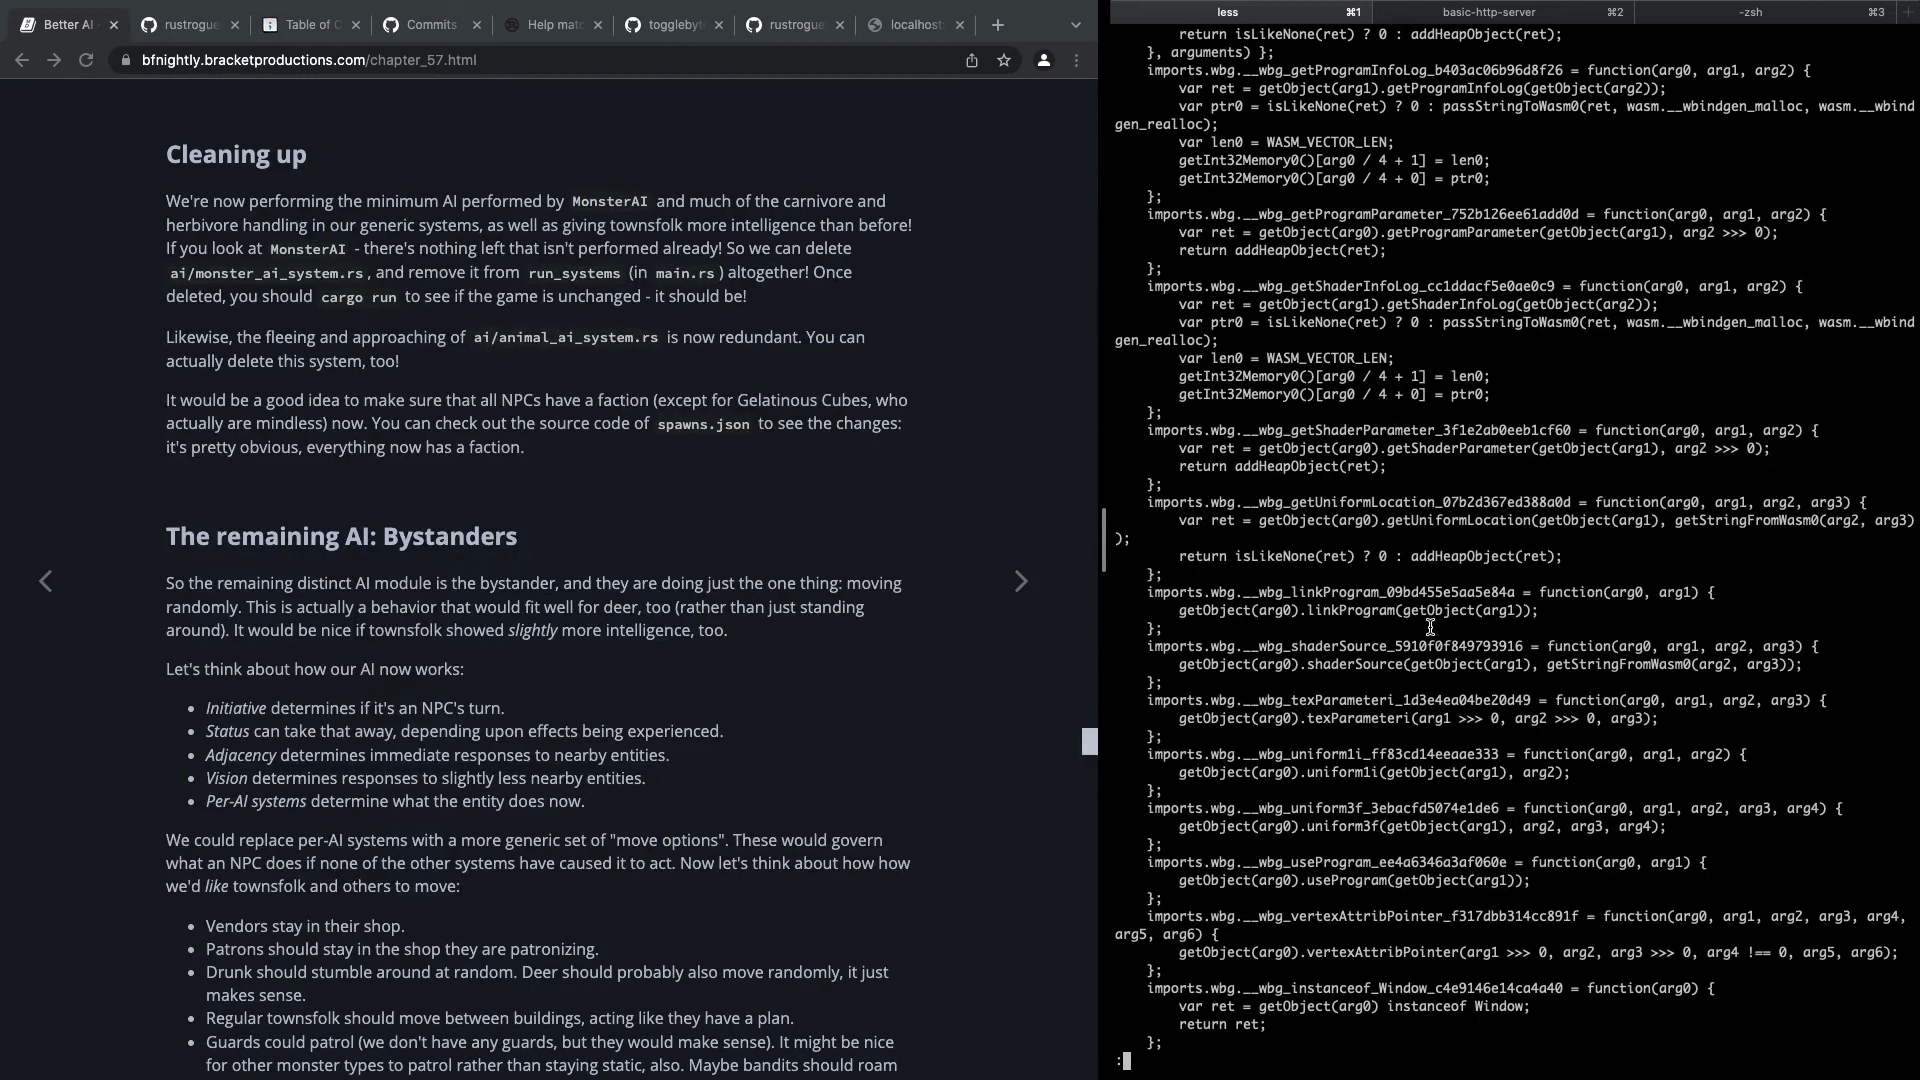 Better AI
rustrogue
Table of C
Commits
Help mat
togglebyt
rustrogue
localhost:
bfnightly.bracketproductions.com/chapter_57.html
Cleaning up
We're now performing the minimum AI performed by MonsterAI and much of the carnivore and
herbivore handling in our generic systems, as well as giving townsfolk more intelligence than before!
If you look at MonsterAI - there's nothing left that isn't performed already! So we can delete
ai/monster_ai_system.rs, and remove it from run_systems (in main.rs) altogether! Once
deleted, you should cargo run to see if the game is unchanged - it should be!
Likewise, the fleeing and approaching of ai/animal_ai_system.rs is now redundant. You can
actually delete this system, too!
It would be a good idea to make sure that all NPCs have a faction (except for Gelatinous Cubes, who
actually are mindless) now. You can check out the source code of spawns.json to see the changes:
it's pretty obvious, everything now has a faction.
The remaining AI: Bystanders
So the remaining distinct AI module is the bystander, and they are doing just the one thing: moving
randomly. This is actually a behavior that would fit well for deer, too (rather than just standing
around). It would be nice if townsfolk showed slightly more intelligence, too.
Let's think about how our AI now works:
• Initiative determines if it's an NPC's turn.
• Status can take that away, depending upon effects being experienced.
• Adjacency determines immediate responses to nearby entities.
• Vision determines responses to slightly less nearby entities.
• Per-AI systems determine what the entity does now.
We could replace per-AI systems with a more generic set of "move options". These would govern
what an NPC does if none of the other systems have caused it to act. Now let's think about how how
we'd like townsfolk and others to move:
• Vendors stay in their shop.
• Patrons should stay in the shop they are patronizing.
• Drunk should stumble around at random. Deer should probably also move randomly, it just
makes sense.
• Regular townsfolk should move between buildings, acting like they have a plan.
• Guards could patrol (we don't have any guards, but they would make sense). It might be nice
for other monster types to patrol rather than staying static, also. Maybe bandits should roam
less ⌘1 basic-http-server ⌘2 -zsh ⌘3
return isLikeNone(ret) ? 0 : addHeapObject(ret);
}, arguments) };
imports.wbg.__wbg_getProgramInfoLog_b403ac06b96d8f26 = function(arg0, arg1, arg2) {
var ret = getObject(arg1).getProgramInfoLog(getObject(arg2));
var ptr0 = isLikeNone(ret) ? 0 : passStringToWasm0(ret, wasm.__wbindgen_malloc, wasm.__wbind
gen_realloc);
var len0 = WASM_VECTOR_LEN;
getInt32Memory0()[arg0 / 4 + 1] = len0;
getInt32Memory0()[arg0 / 4 + 0] = ptr0;
};
imports.wbg.__wbg_getProgramParameter_752b126ee61add0d = function(arg0, arg1, arg2) {
var ret = getObject(arg0).getProgramParameter(getObject(arg1), arg2 >>> 0);
return addHeapObject(ret);
};
imports.wbg.__wbg_getShaderInfoLog_cc1ddacf5e0ae0c9 = function(arg0, arg1, arg2) {
var ret = getObject(arg1).getShaderInfoLog(getObject(arg2));
var ptr0 = isLikeNone(ret) ? 0 : passStringToWasm0(ret, wasm.__wbindgen_malloc, wasm.__wbind
gen_realloc);
var len0 = WASM_VECTOR_LEN;
getInt32Memory0()[arg0 / 4 + 1] = len0;
getInt32Memory0()[arg0 / 4 + 0] = ptr0;
};
imports.wbg.__wbg_getShaderParameter_3f1e2ab0eeb1cf60 = function(arg0, arg1, arg2) {
var ret = getObject(arg0).getShaderParameter(getObject(arg1), arg2 >>> 0);
return addHeapObject(ret);
};
imports.wbg.__wbg_getUniformLocation_07b2d367ed388a0d = function(arg0, arg1, arg2, arg3) {
var ret = getObject(arg0).getUniformLocation(getObject(arg1), getStringFromWasm0(arg2, arg3)
);
return isLikeNone(ret) ? 0 : addHeapObject(ret);
};
imports.wbg.__wbg_linkProgram_09bd455e5aa5e84a = function(arg0, arg1) {
getObject(arg0).linkProgram(getObject(arg1));
};
imports.wbg.__wbg_shaderSource_5910f0f849793916 = function(arg0, arg1, arg2, arg3) {
getObject(arg0).shaderSource(getObject(arg1), getStringFromWasm0(arg2, arg3));
};
imports.wbg.__wbg_texParameteri_1d3e4ea04be20d49 = function(arg0, arg1, arg2, arg3) {
getObject(arg0).texParameteri(arg1 >>> 0, arg2 >>> 0, arg3);
};
imports.wbg.__wbg_uniform1i_ff83cd14eeaae333 = function(arg0, arg1, arg2) {
getObject(arg0).uniform1i(getObject(arg1), arg2);
};
imports.wbg.__wbg_uniform3f_3ebacfd5074e1de6 = function(arg0, arg1, arg2, arg3, arg4) {
getObject(arg0).uniform3f(getObject(arg1), arg2, arg3, arg4);
};
imports.wbg.__wbg_useProgram_ee4a6346a3af060e = function(arg0, arg1) {
getObject(arg0).useProgram(getObject(arg1));
};
imports.wbg.__wbg_vertexAttribPointer_f317dbb314cc891f = function(arg0, arg1, arg2, arg3, arg4,
arg5, arg6) {
getObject(arg0).vertexAttribPointer(arg1 >>> 0, arg2, arg3 >>> 0, arg4 !== 0, arg5, arg6);
};
imports.wbg.__wbg_instanceof_Window_c4e9146e14ca4a40 = function(arg0) {
var ret = getObject(arg0) instanceof Window;
return ret;
};
: